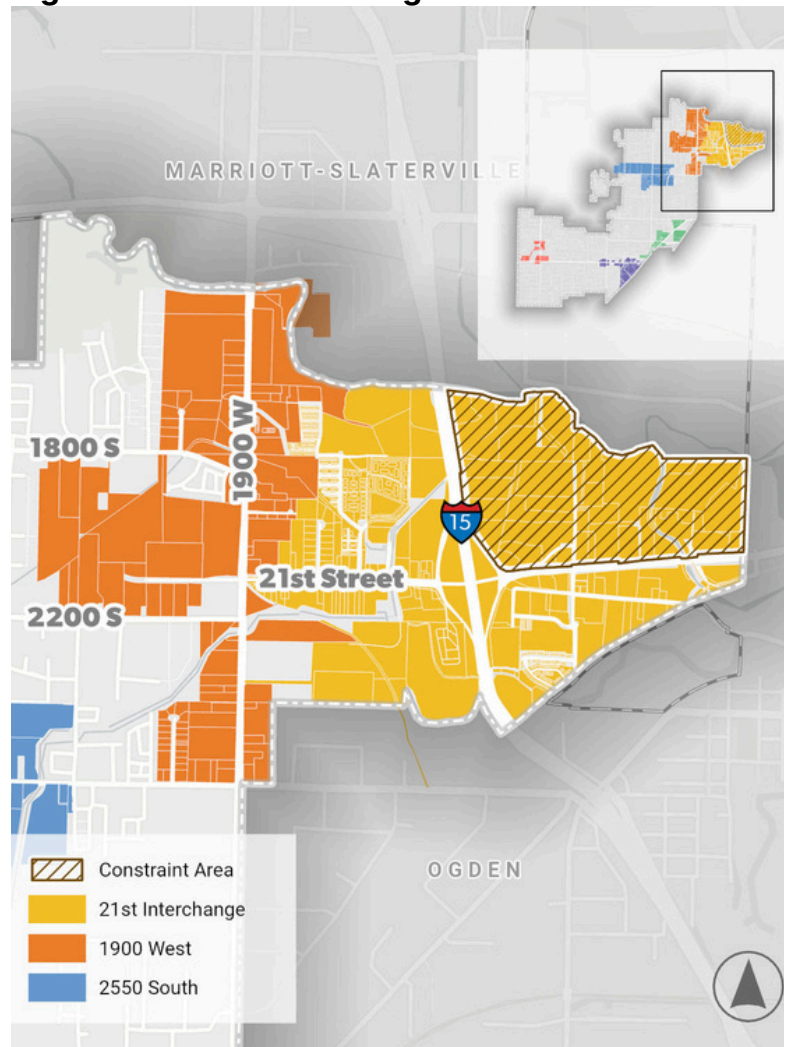 MARRIOTT-SLATERVILLE
1800 S
1900 W
15
21st Street
2200 S
OGDEN
Constraint Area
21st Interchange
1900 West
2550 South